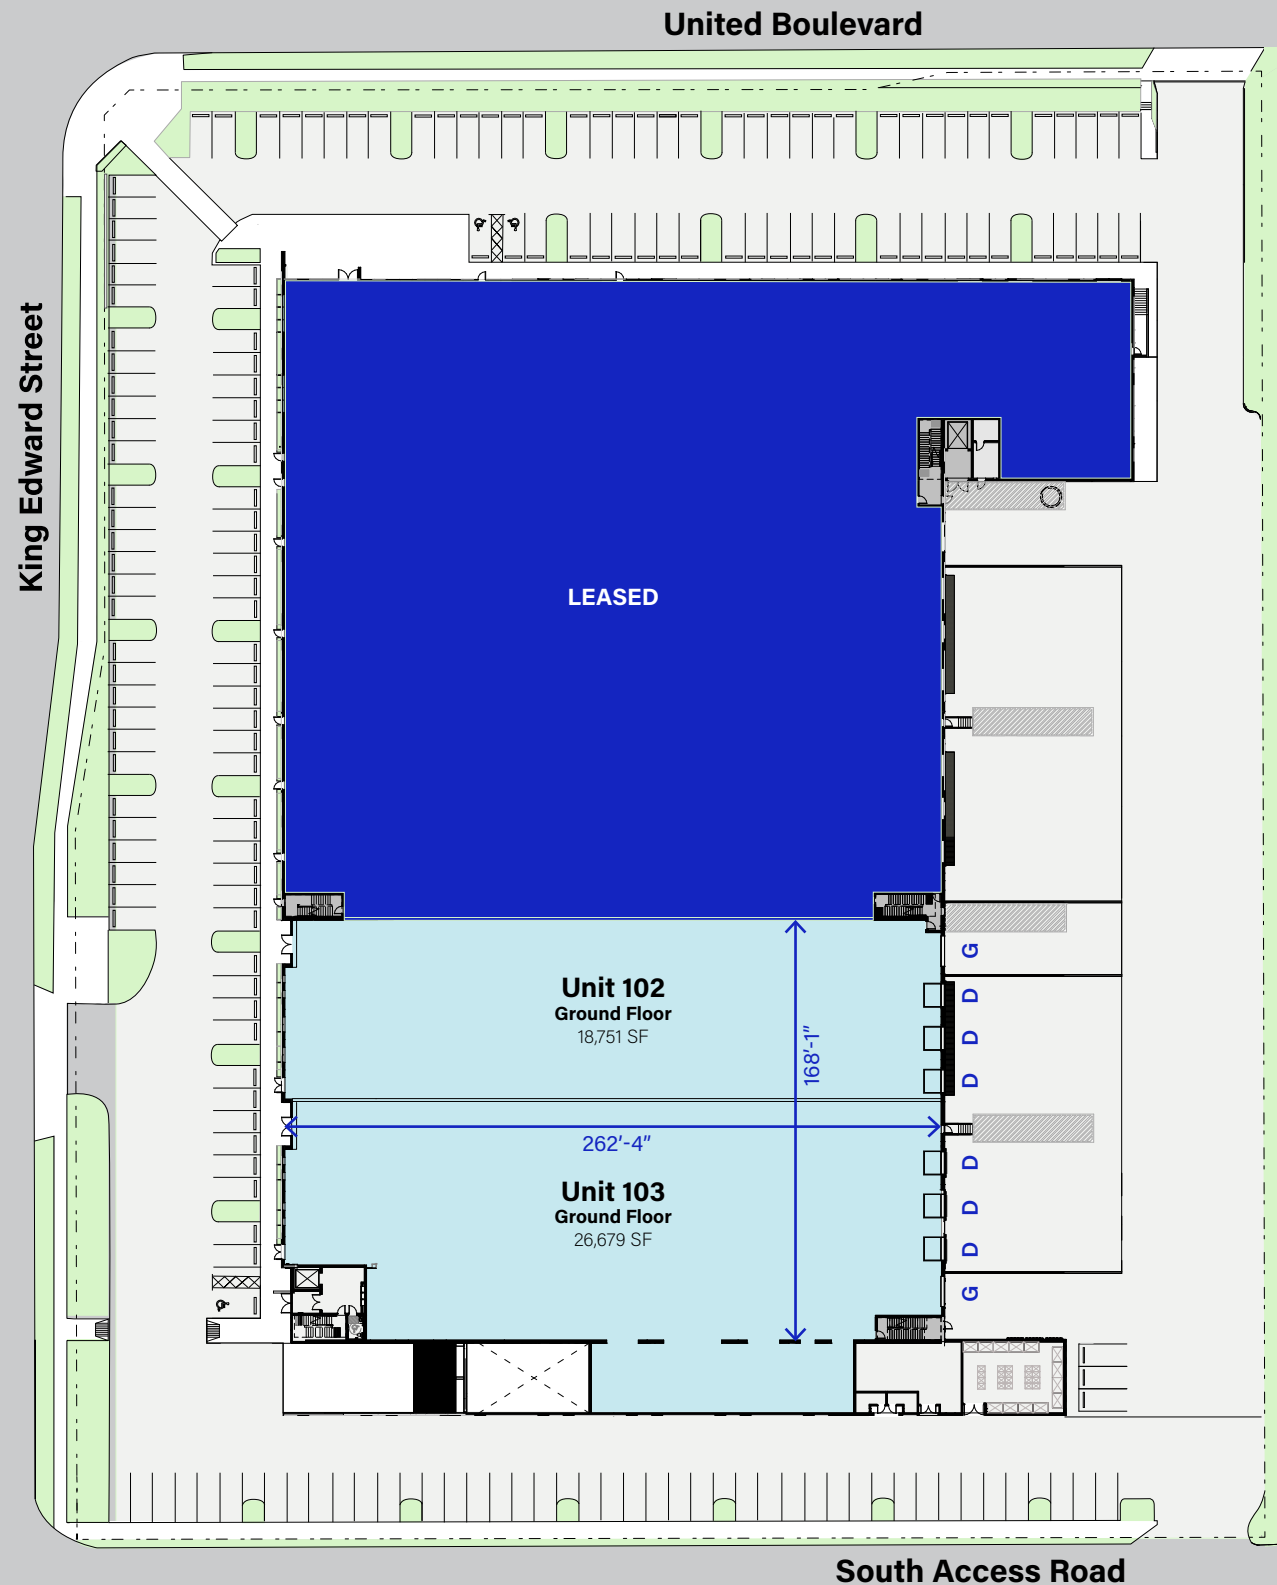 United Boulevard
King Edward Street
LEASED
Unit 102
Ground Floor
18,751 SF
168'-1"
262'-4"
Unit 103
Ground Floor
26,679 SF
G
D
D
D
D
D
D
G
South Access Road